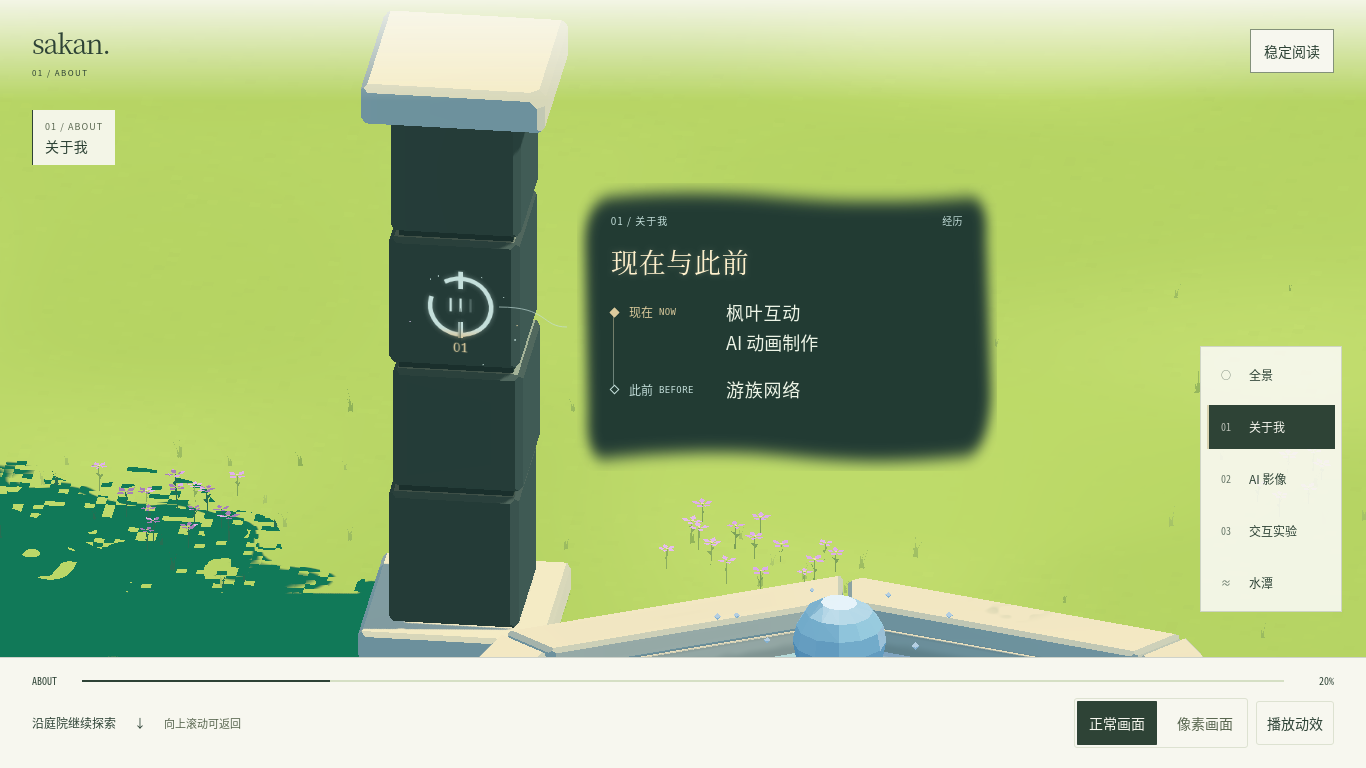 sakan.
01 / ABOUT
稳定阅读
01 / ABOUT
关于我
01 / 关于我
经历
现在与此前
现在 NOW
枫叶互动
AI 动画制作
此前 BEFORE
游族网络
01
全景
01 关于我
02 AI 影像
03 交互实验
≈ 水潭
ABOUT
20%
沿庭院继续探索 ↓ 向上滚动可返回
正常画面
像素画面
播放动效